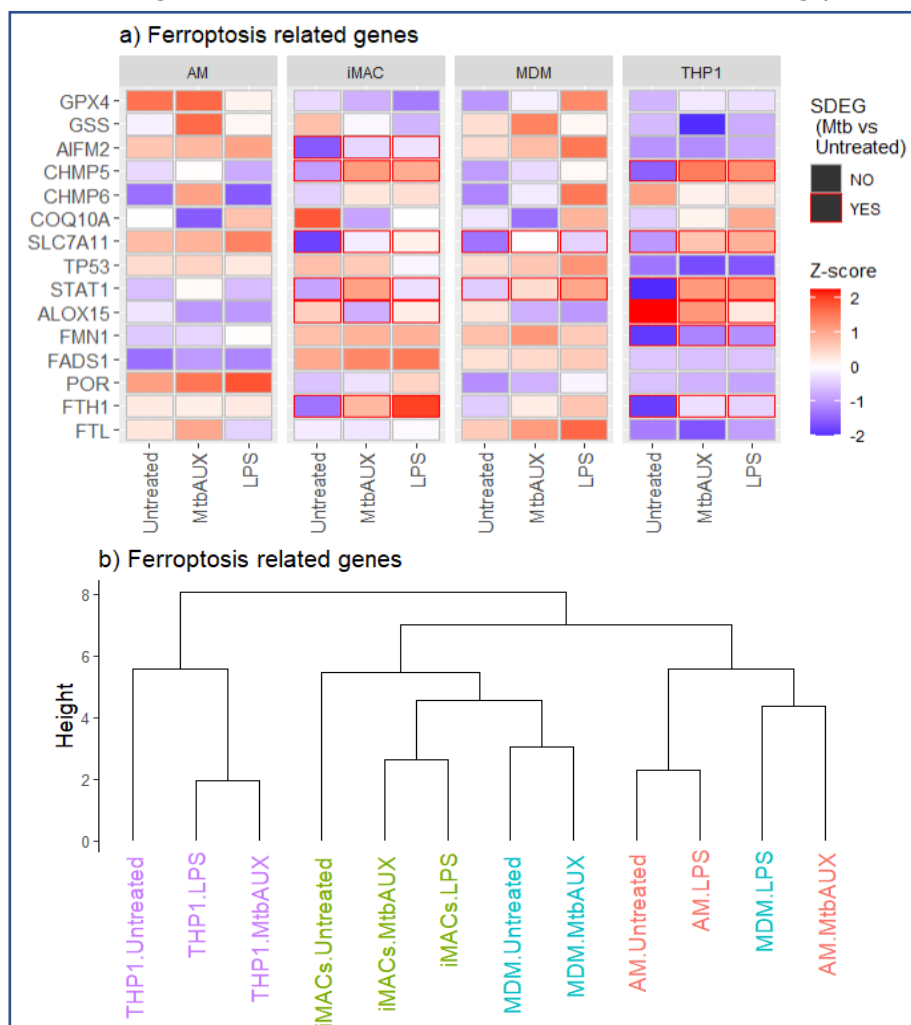 a) Ferroptosis related genes
AM
iMAC
MDM
THP1
GPX4
GSS
AIFM2
CHMP5
CHMP6
COQ10A
SLC7A11
TP53
STAT1
ALOX15
FMN1
FADS1
POR
FTH1
FTL
Untreated
MtbAUX
LPS
Untreated
MtbAUX
LPS
Untreated
MtbAUX
LPS
Untreated
MtbAUX
LPS
SDEG
(Mtb vs
Untreated)
NO
YES
Z-score
2
1
0
-1
-2
b) Ferroptosis related genes
Height
8
6
4
2
0
THP1.Untreated
THP1.LPS
THP1.MtbAUX
iMACs.Untreated
iMACs.MtbAUX
iMACs.LPS
MDM.Untreated
MDM.MtbAUX
AM.Untreated
AM.LPS
MDM.LPS
AM.MtbAUX